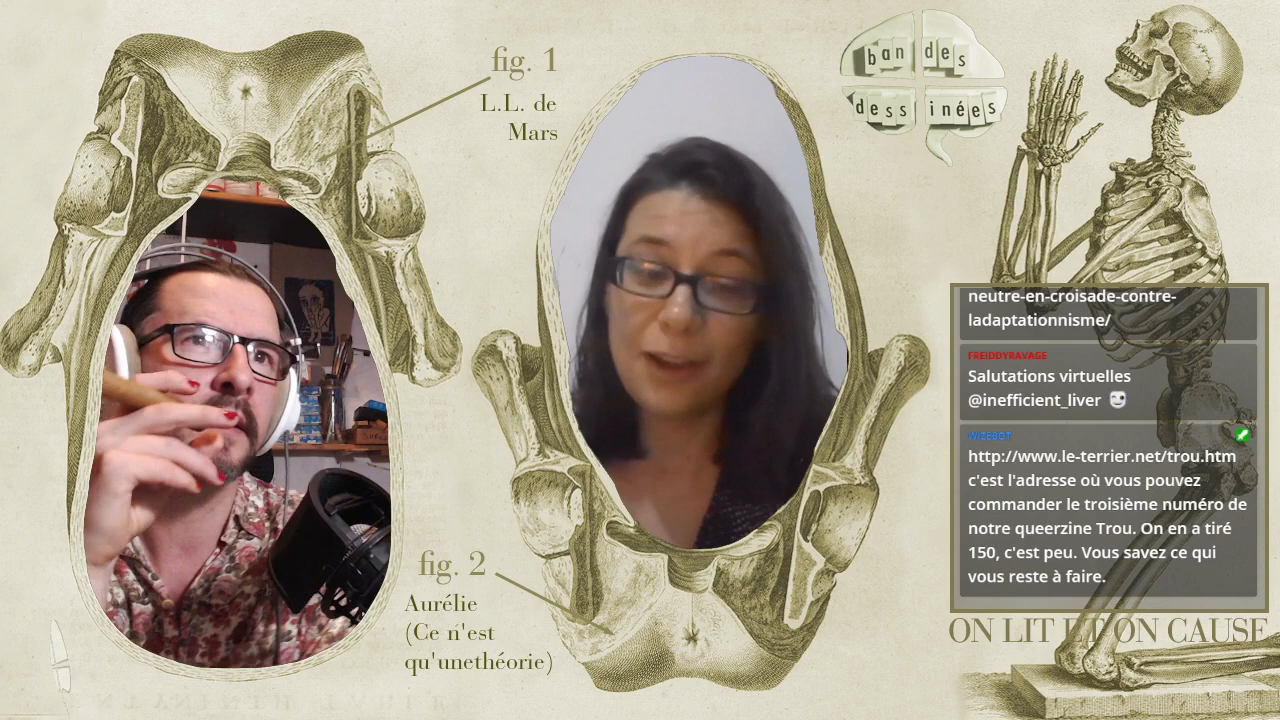 fig. 1
L.L. de
Mars
ban des
dess inées
neutre-en-croisade-contre-
ladaptationnisme/
FREIDDYRAVAGE
Salutations virtuelles
@inefficient_liver
WIZEBOT
http://www.le-terrier.net/trou.htm
c'est l'adresse où vous pouvez
commander le troisième numéro de
notre queerzine Trou. On en a tiré
150, c'est peu. Vous savez ce qui
vous reste à faire.
fig. 2
Aurélie
(Ce n'est
qu'unethéorie)
ON LIT ET ON CAUSE